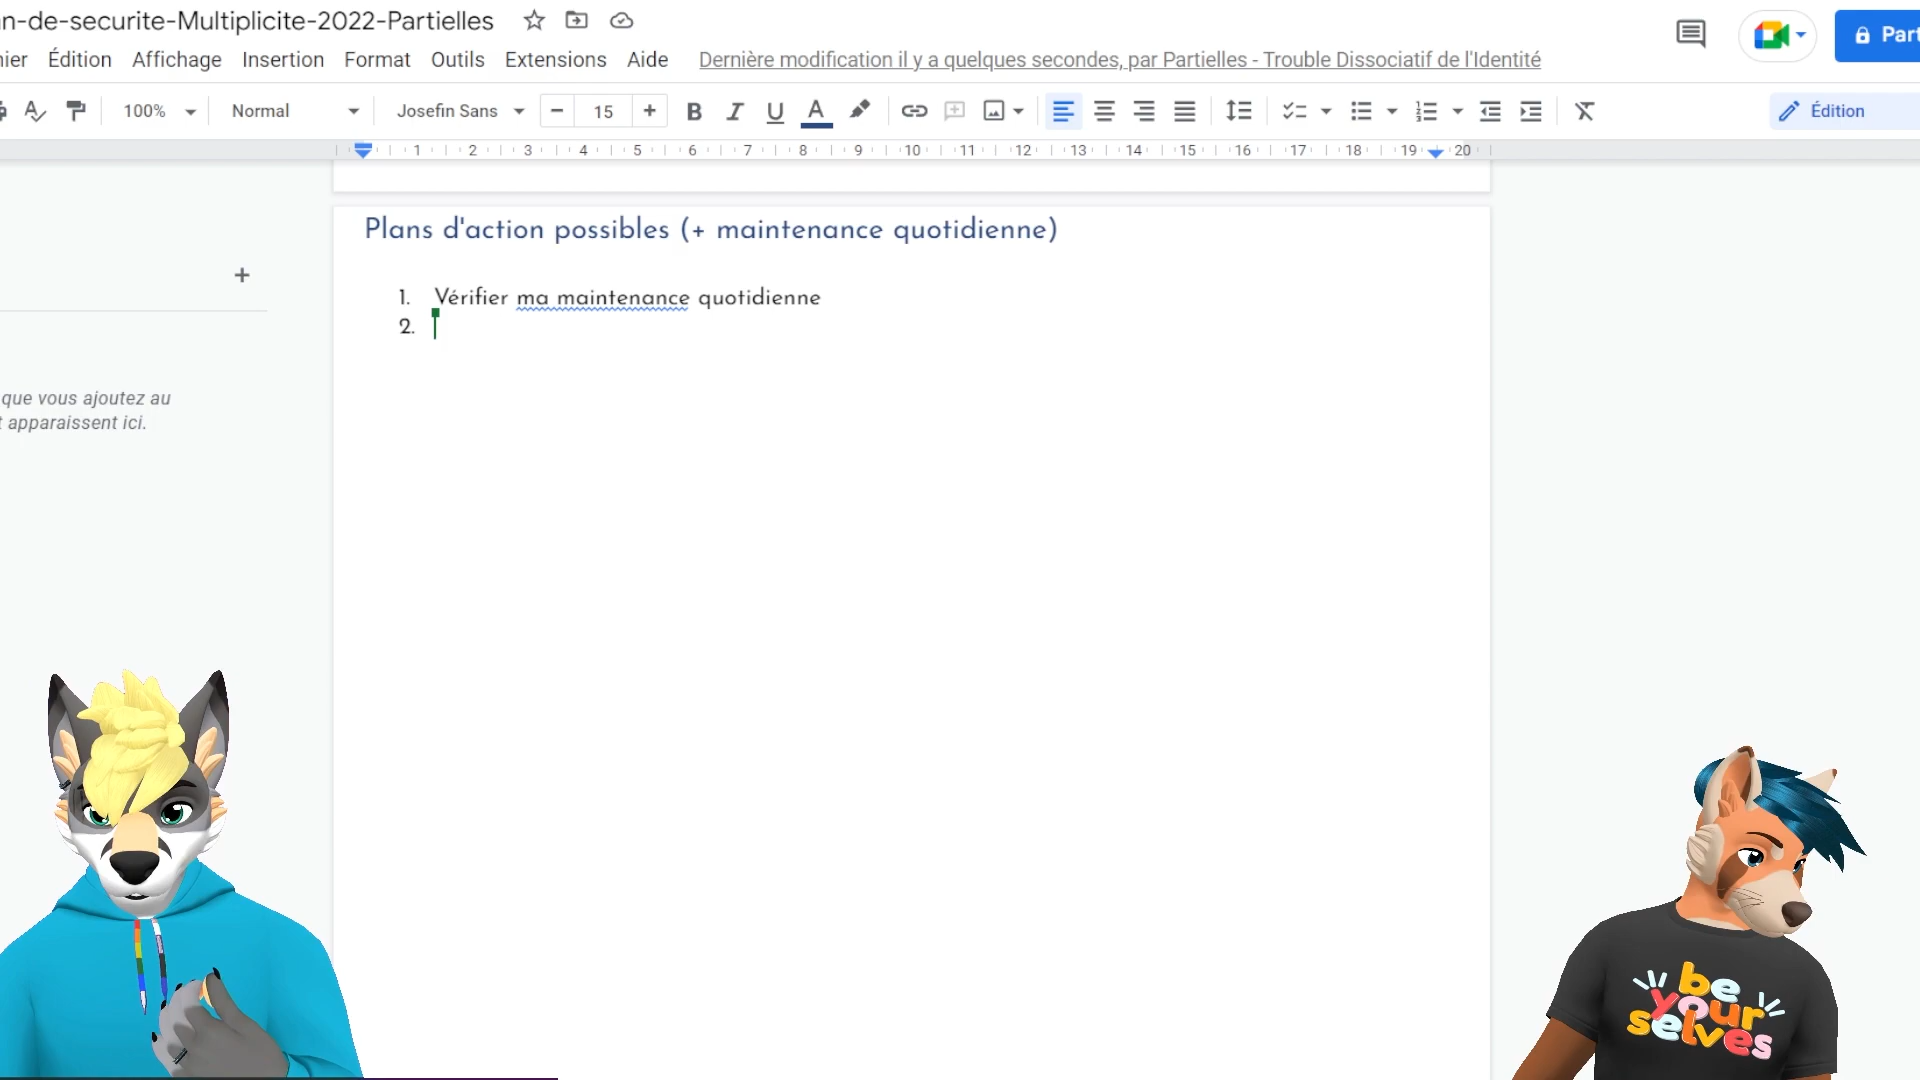 n-de-securite-Multiplicite-2022-Partielles
ier Édition Affichage Insertion Format Outils Extensions Aide Dernière modification il y a quelques secondes, par Partielles - Trouble Dissociatif de l'Identité
Part
100% Normal Josefin Sans 15 B I U A Édition
1 2 3 4 5 6 7 8 9 10 11 12 13 14 15 16 17 18 19 20
Plans d'action possibles (+ maintenance quotidienne)
1. Vérifier ma maintenance quotidienne
2.
que vous ajoutez au
t apparaissent ici.
be
your
selves